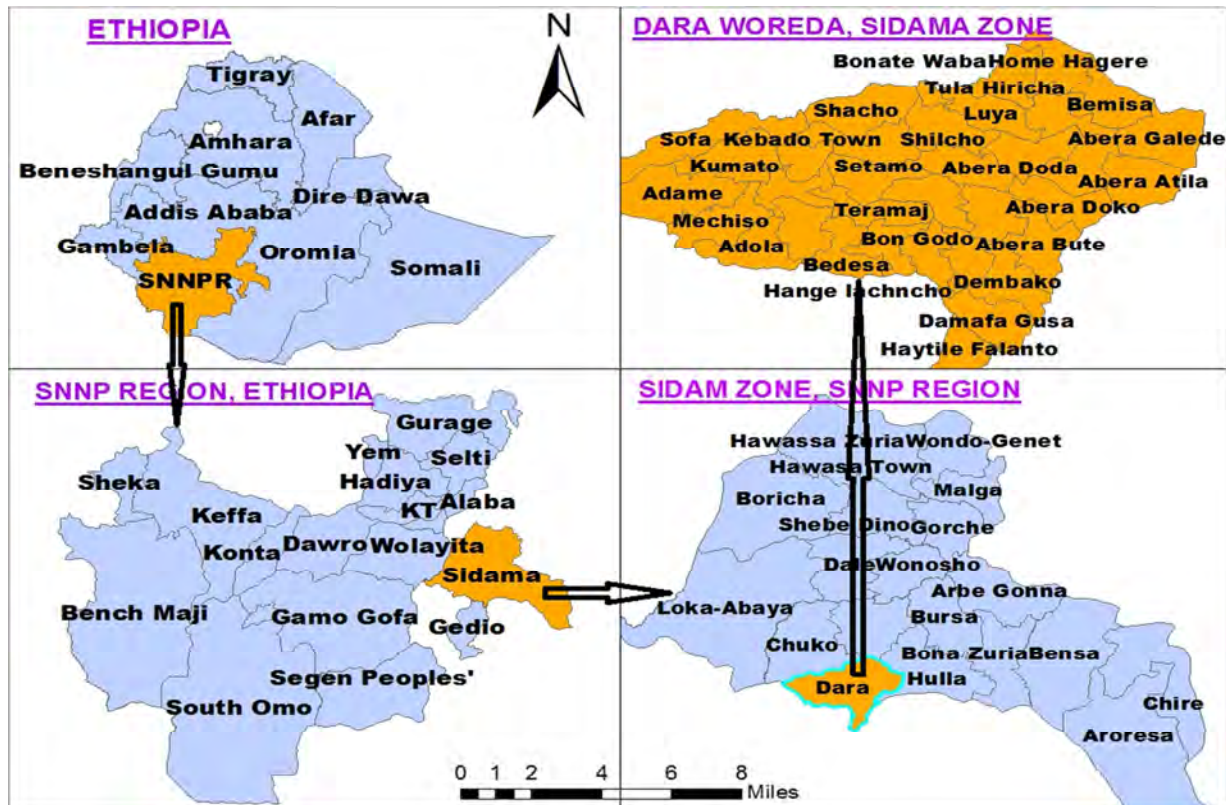 ETHIOPIA
N
Tigray
Afar
Amhara
Beneshangul Gumu
Dire Dawa
Addis Ababa
Gambela
Oromia
Somali
SNNPR
DARA WOREDA, SIDAMA ZONE
Bonate Waba
Home Hagere
Tula Hiricha
Bemisa
Shacho
Luya
Sofa
Kebado Town
Shilcho
Abera Galede
Kumato
Setamo
Abera Doda
Abera Atila
Adame
Teramaj
Abera Doko
Mechiso
Adola
Bon Godo
Abera Bute
Bedesa
Dembako
Hange lachncho
Damafa Gusa
Haytile Falanto
SNNP REGION, ETHIOPIA
Gurage
Yem
Selti
Sheka
Hadiya
Alaba
KT
Keffa
Konta
Dawro
Wolayita
Sidama
Bench Maji
Gamo Gofa
Gedio
Segen Peoples'
South Omo
SIDAM ZONE, SNNP REGION
Hawassa Zuria
Wondo-Genet
Hawasa Town
Malga
Boricha
Shebe Dino
Gorche
Dale
Wonosho
Arbe Gonna
Loka-Abaya
Bursa
Chuko
Bona Zuria
Bensa
Dara
Hulla
Chire
Aroresa
0 1 2 4 6 8
Miles